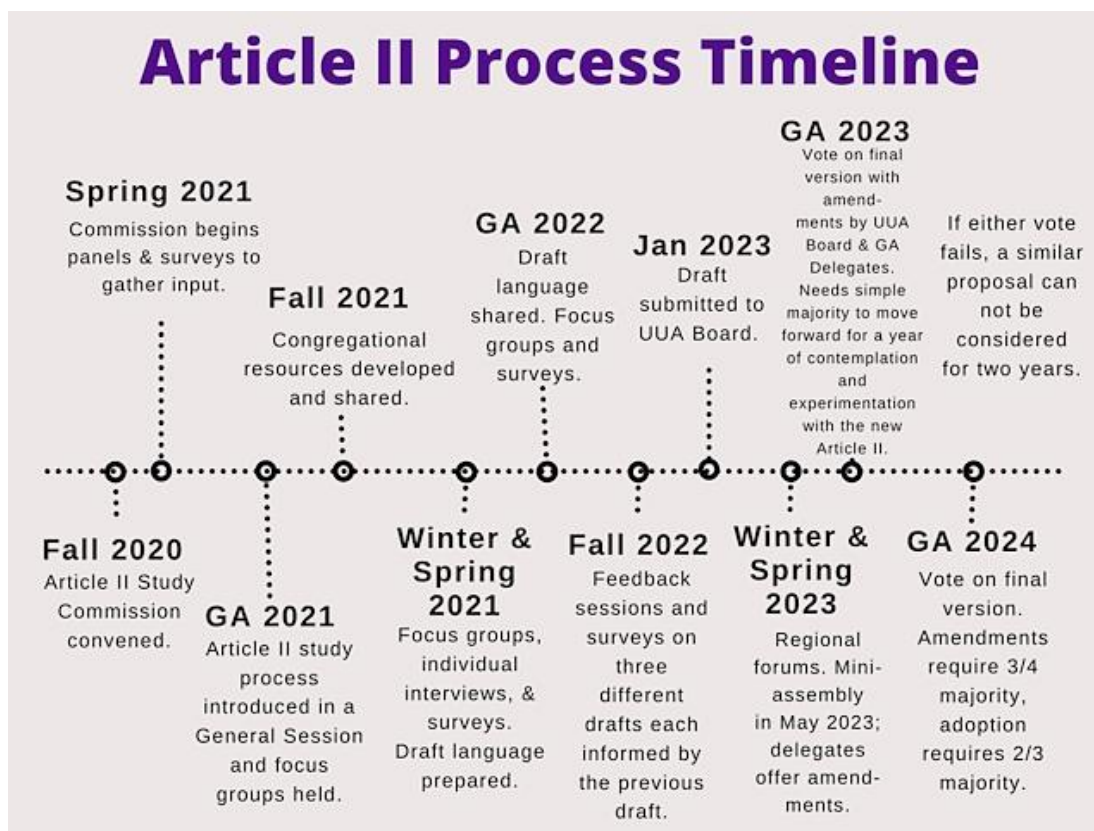 Article II Process Timeline
Fall 2020
Article II Study
Commission
convened.
Spring 2021
Commission begins
panels & surveys to
gather input.
GA 2021
Article II study
process
introduced in a
General Session
and focus
groups held.
Fall 2021
Congregational
resources developed
and shared.
Winter &
Spring
2021
Focus groups,
individual
interviews, &
surveys.
Draft language
prepared.
GA 2022
Draft
language
shared. Focus
groups and
surveys.
Fall 2022
Feedback
sessions and
surveys on
three
different
drafts each
informed by
the previous
draft.
Jan 2023
Draft
submitted to
UUA Board.
Winter &
Spring
2023
Regional
forums. Mini-
assembly
in May 2023;
delegates
offer amend-
ments.
GA 2023
Vote on final
version with
amend-
ments by UUA
Board & GA
Delegates.
Needs simple
majority to move
forward for a year
of contemplation
and
experimentation
with the new
Article II.
GA 2024
Vote on final
version.
Amendments
require 3/4
majority,
adoption
requires 2/3
majority.
If either vote
fails, a similar
proposal can
not be
considered
for two years.